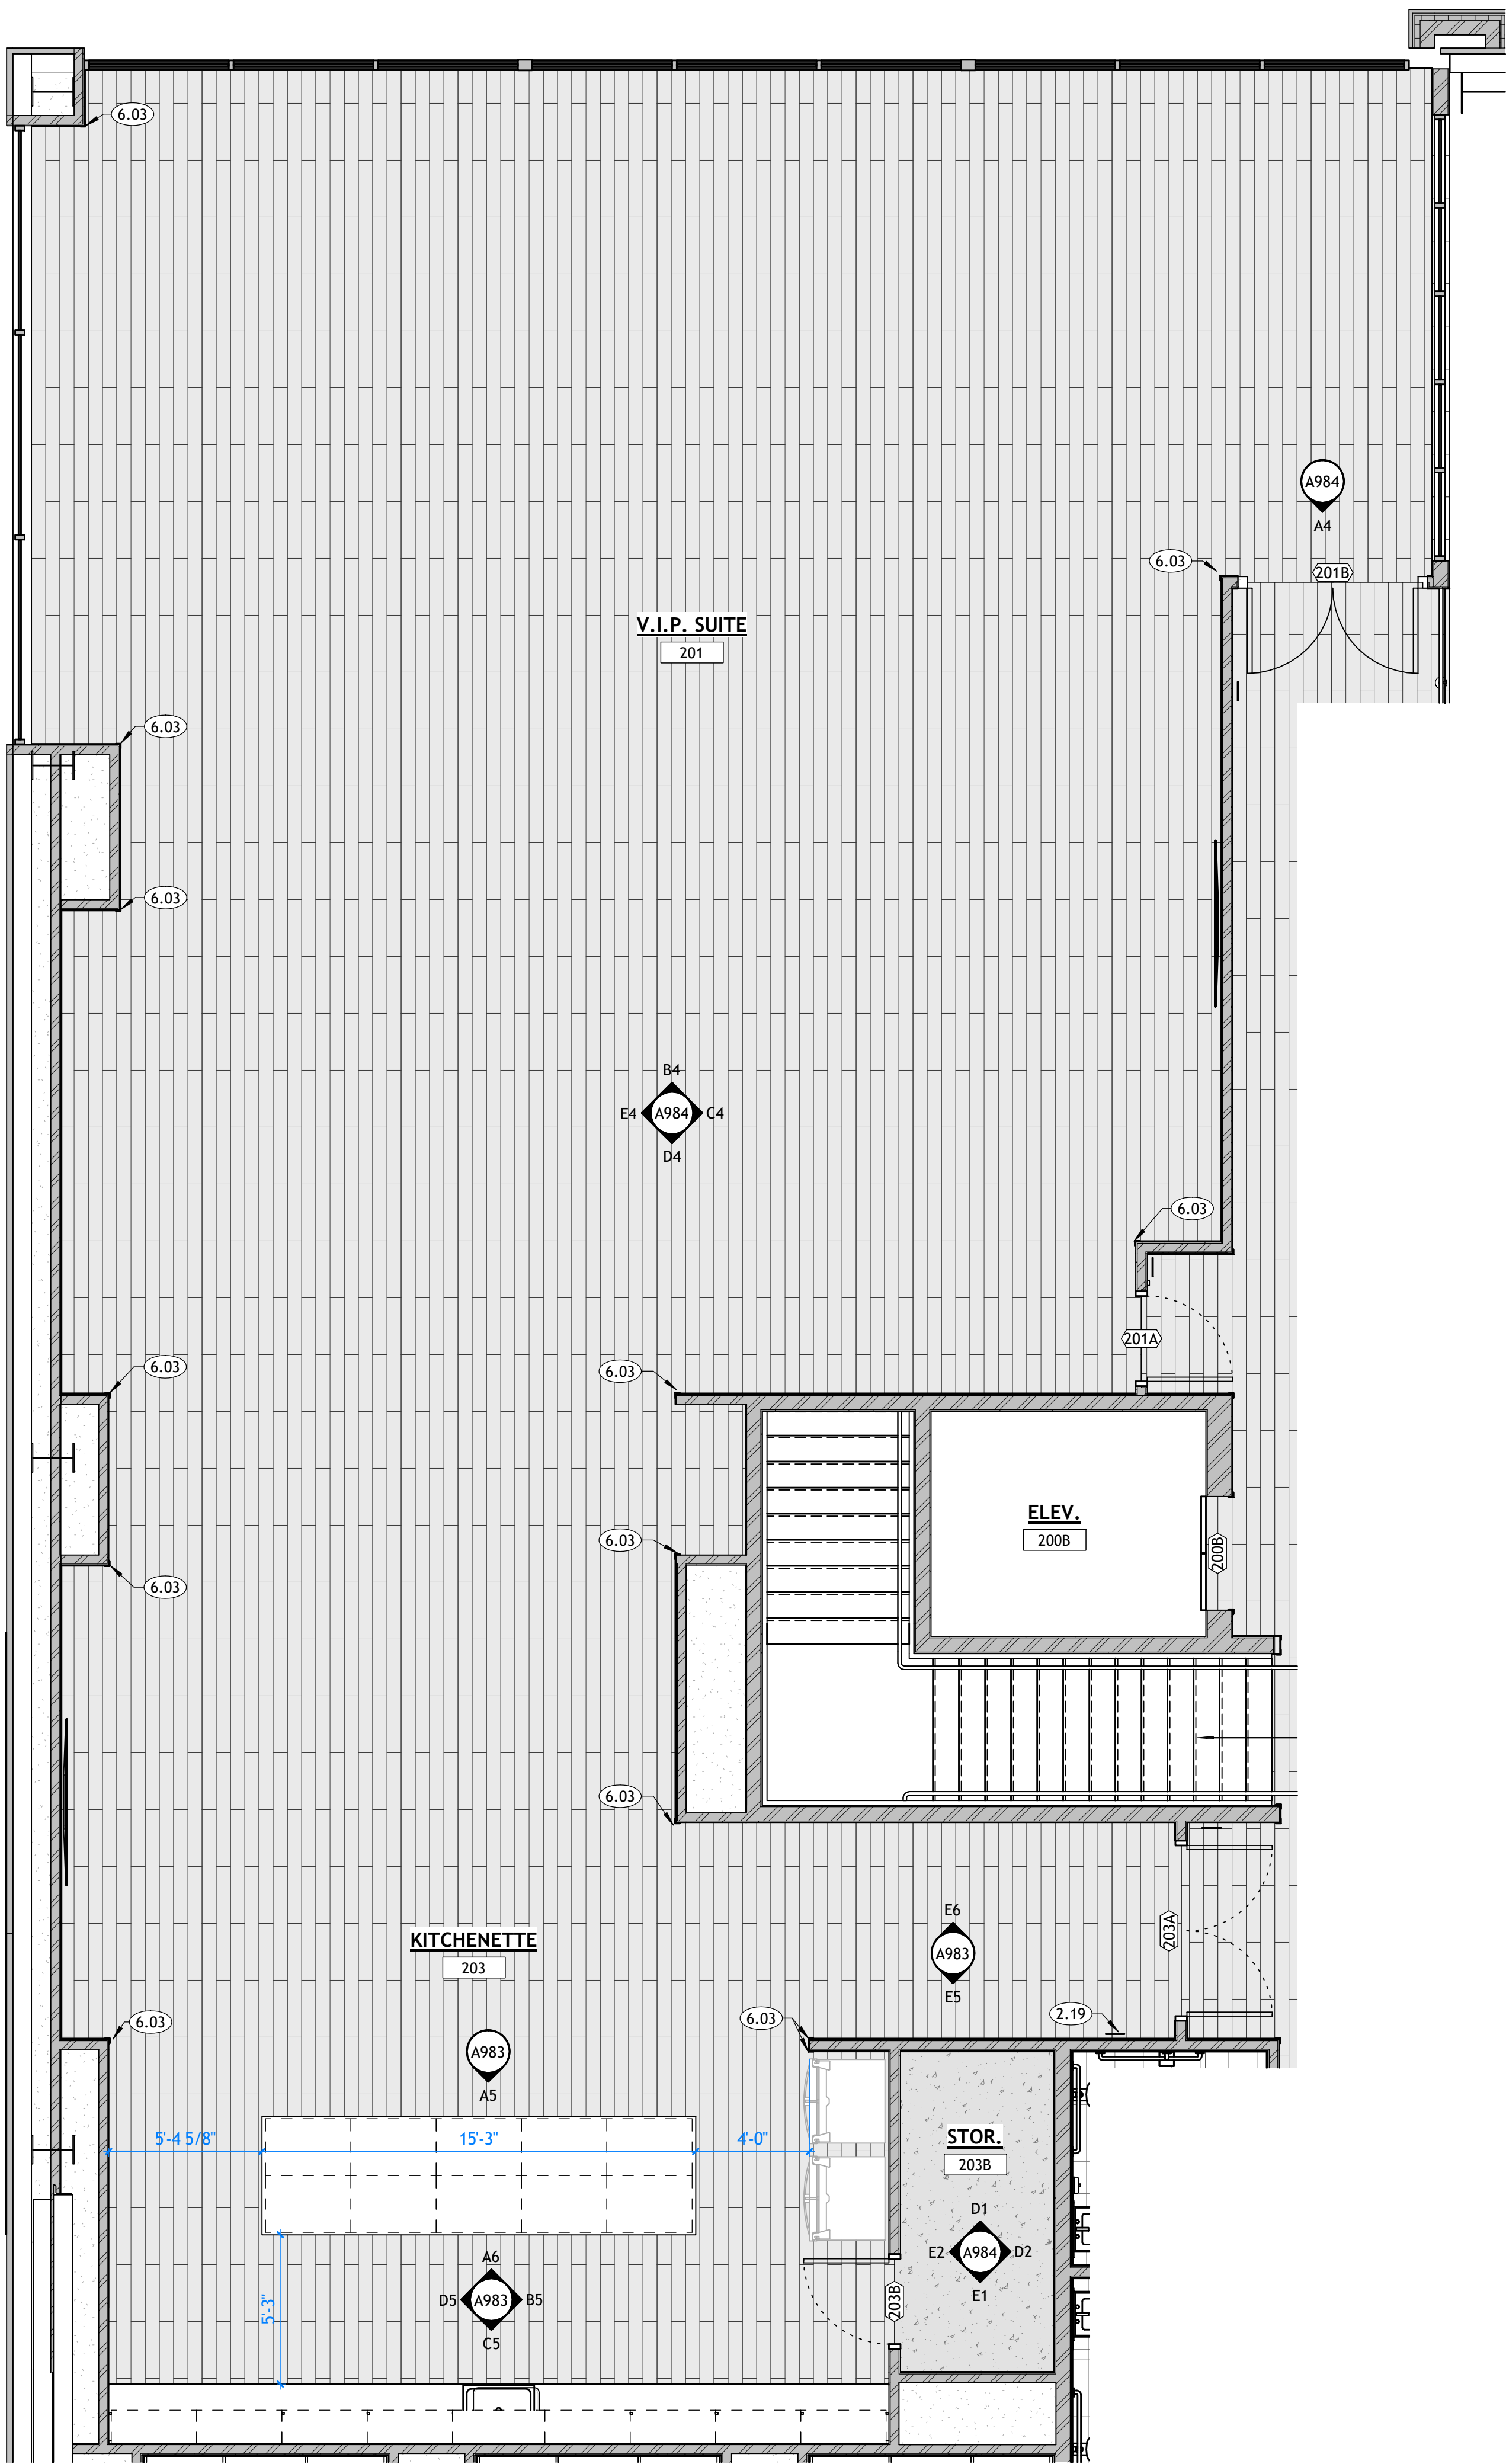 6.03
A984
A4
6.03
201B
V.I.P. SUITE
201
6.03
6.03
B4
E4
A984
C4
D4
6.03
201A
6.03
6.03
ELEV.
200B
200B
6.03
6.03
6.03
E6
A983
E5
203A
KITCHENETTE
203
6.03
6.03
2.19
A983
A5
5'-4 5/8"
15'-3"
4'-0"
STOR.
203B
D1
E2
A984
D2
E1
A6
D5
A983
B5
C5
5'-3"
203B